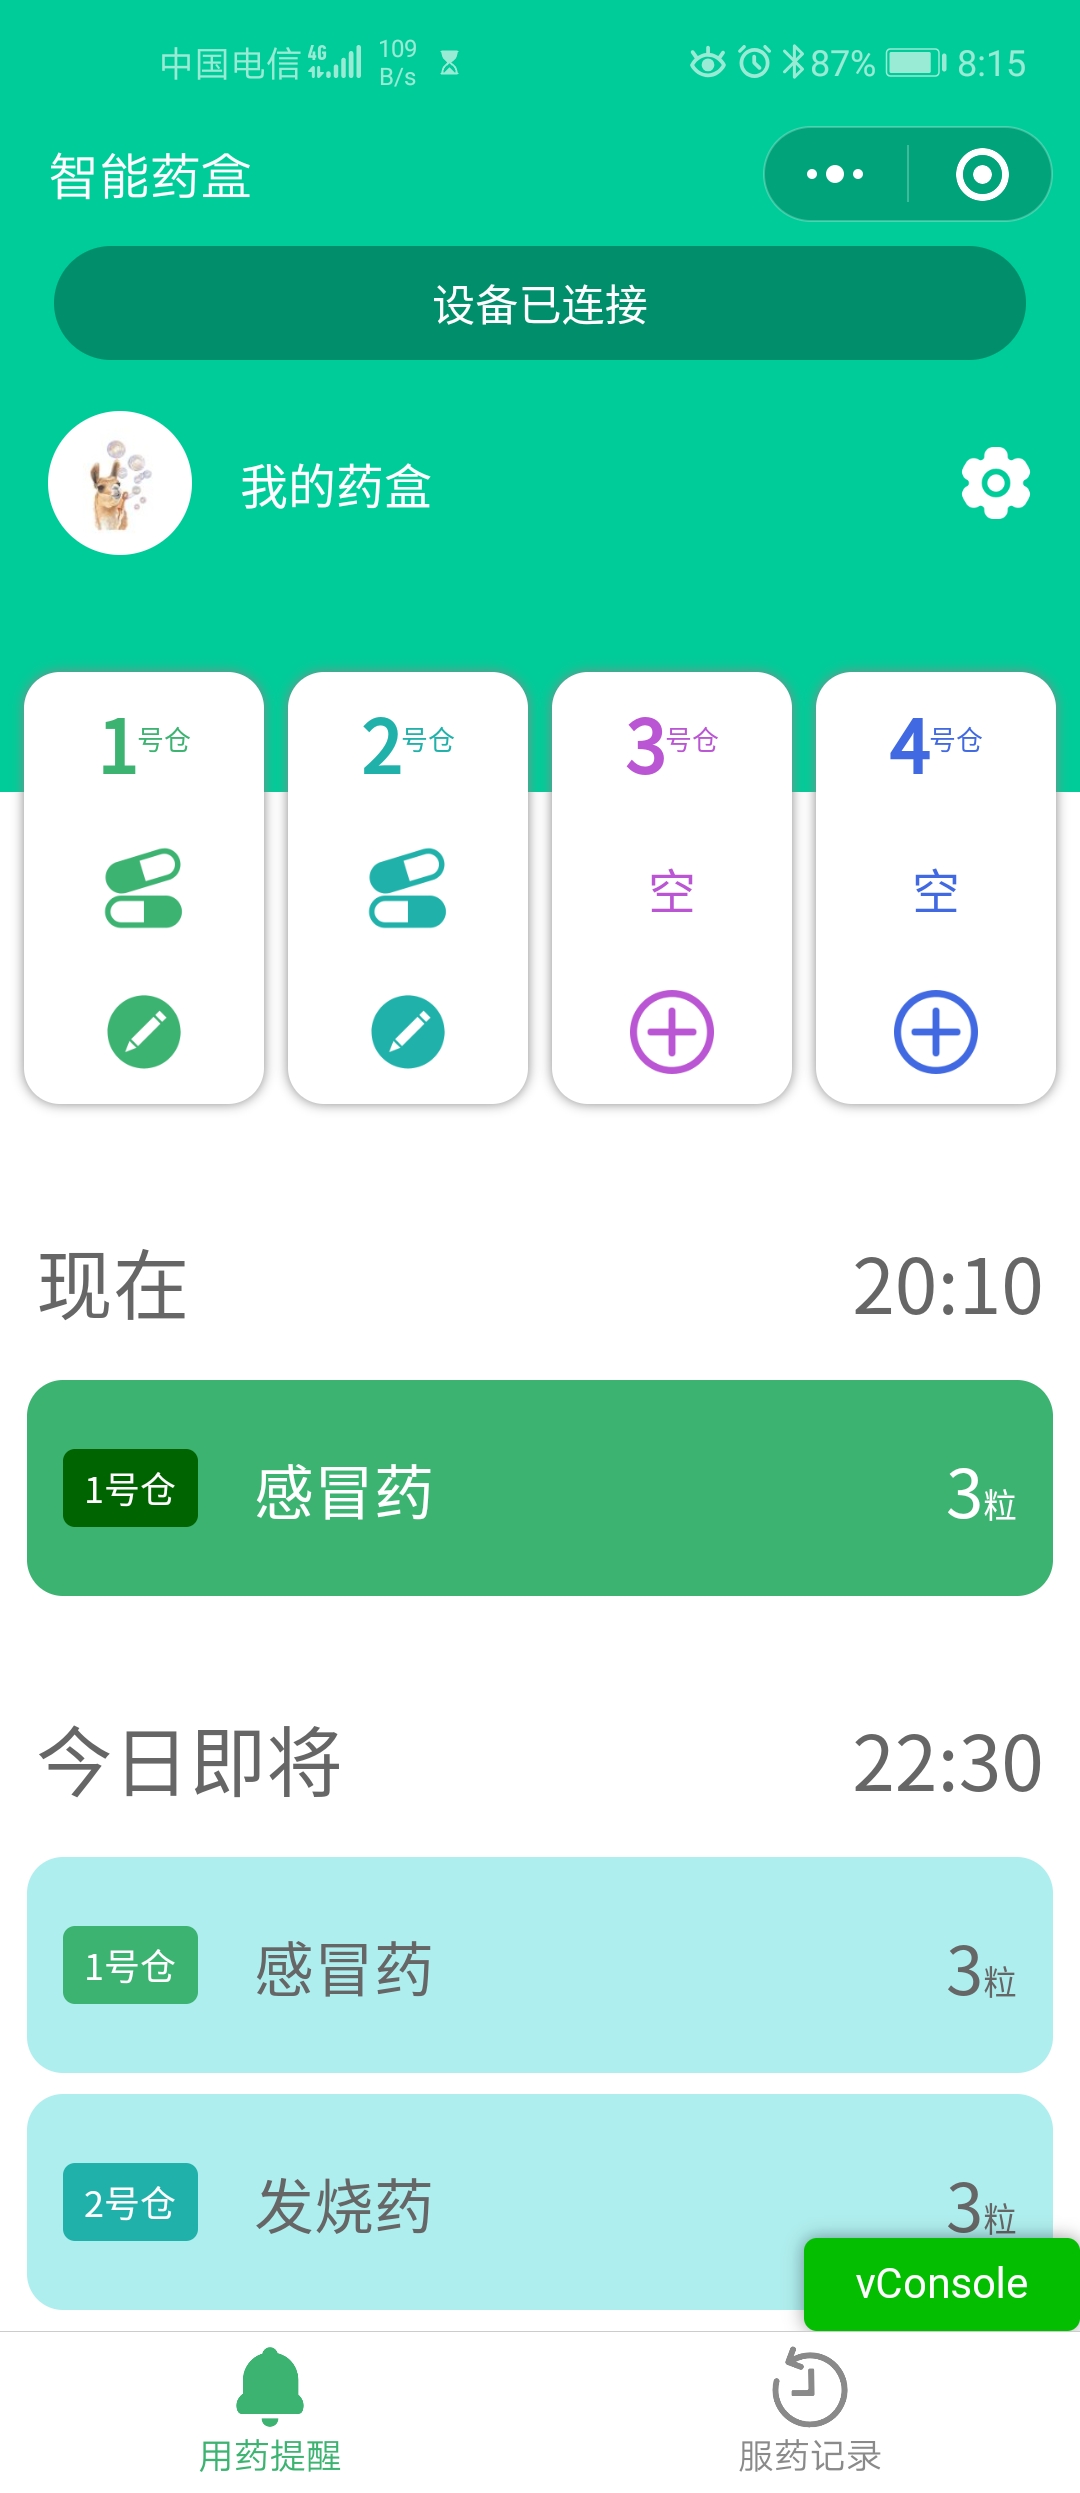 中国电信 4G 109 B/s 87% 8:15
智能药盒
设备已连接
我的药盒
1号仓 2号仓 3号仓 4号仓
空 空
现在 20:10
1号仓 感冒药 3粒
今日即将 22:30
1号仓 感冒药 3粒
2号仓 发烧药 3粒
vConsole
用药提醒 服药记录